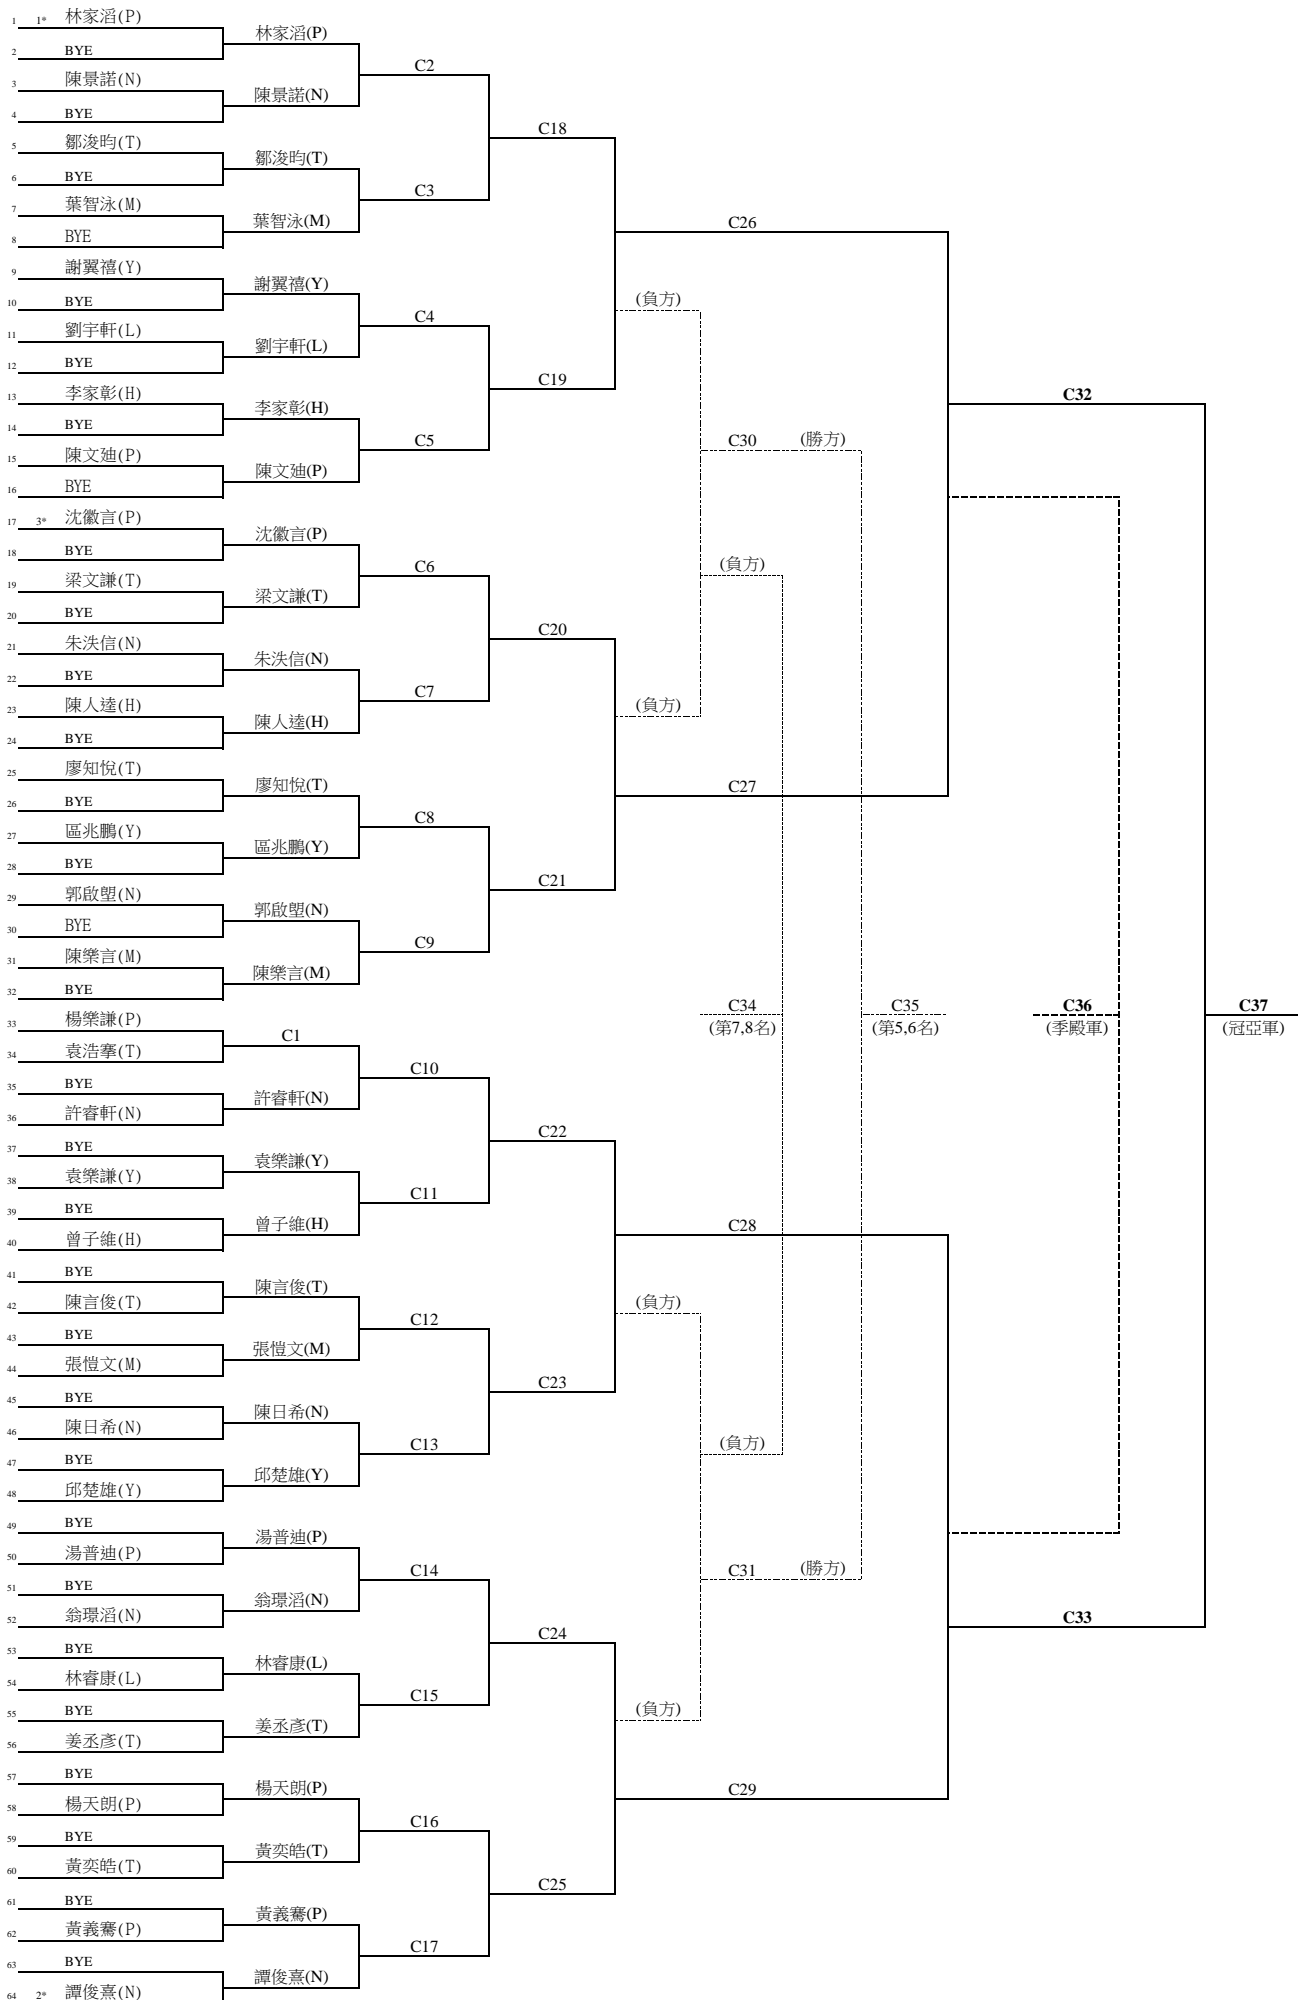 1 1* 林家滔(P)
林家滔(P)
2 BYE
C2
3 陳景諾(N)
陳景諾(N)
4 BYE
C18
5 鄒浚昀(T)
鄒浚昀(T)
6 BYE
C3
7 葉智泳(M)
葉智泳(M)
8 BYE
C26
9 謝翼禧(Y)
謝翼禧(Y)
10 BYE
(負方)
C4
11 劉宇軒(L)
劉宇軒(L)
12 BYE
C19
13 李家彰(H)
李家彰(H)
C32
14 BYE
C5
C30 (勝方)
15 陳文迪(P)
陳文迪(P)
16 BYE
17 3* 沈徽言(P)
沈徽言(P)
18 BYE
C6
(負方)
19 梁文謙(T)
梁文謙(T)
20 BYE
C20
21 朱泆信(N)
朱泆信(N)
22 BYE
C7
23 陳人逵(H)
(負方)
陳人逵(H)
24 BYE
25 廖知悅(T)
廖知悅(T)
C27
26 BYE
C8
27 區兆鵬(Y)
區兆鵬(Y)
28 BYE
C21
29 郭啟塱(N)
郭啟塱(N)
30 BYE
C9
31 陳樂言(M)
陳樂言(M)
32 BYE
C34
C35
C36
C37
33 楊樂謙(P)
(第7,8名)
(第5,6名)
(季殿軍)
(冠亞軍)
C1
34 袁浩搴(T)
C10
35 BYE
許睿軒(N)
36 許睿軒(N)
C22
37 BYE
袁樂謙(Y)
38 袁樂謙(Y)
C11
39 BYE
曾子維(H)
C28
40 曾子維(H)
41 BYE
陳言俊(T)
42 陳言俊(T)
(負方)
C12
43 BYE
張愷文(M)
44 張愷文(M)
C23
45 BYE
陳日希(N)
46 陳日希(N)
C13
(負方)
47 BYE
邱楚雄(Y)
48 邱楚雄(Y)
49 BYE
湯普迪(P)
50 湯普迪(P)
C14
C31 (勝方)
51 BYE
翁璟滔(N)
52 翁璟滔(N)
C33
C24
53 BYE
林睿康(L)
54 林睿康(L)
C15
55 BYE
(負方)
姜丞彥(T)
56 姜丞彥(T)
57 BYE
楊天朗(P)
C29
58 楊天朗(P)
C16
59 BYE
黃奕皓(T)
60 黃奕皓(T)
C25
61 BYE
黃義騫(P)
62 黃義騫(P)
C17
63 BYE
譚俊熹(N)
64 2* 譚俊熹(N)